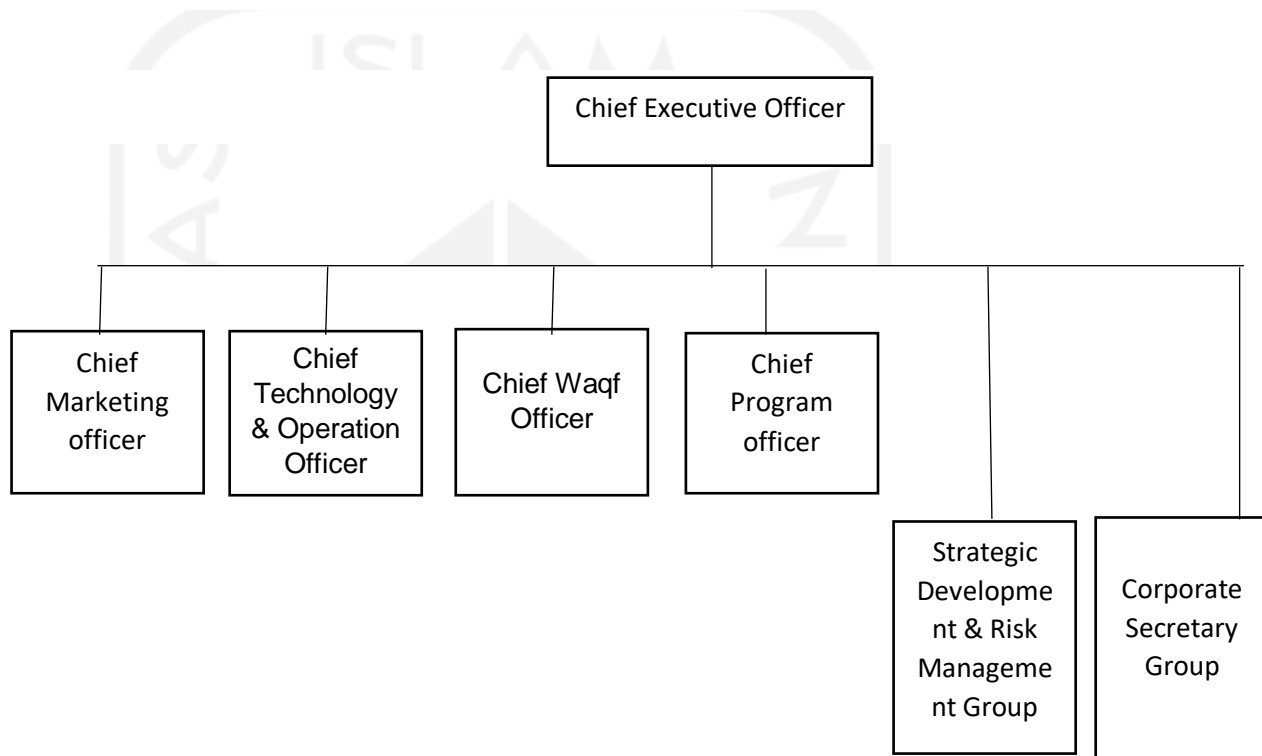 ISLAM
Chief Executive Officer
Chief
Marketing
officer
Chief
Technology
& Operation
Officer
Chief Waqf
Officer
Chief
Program
officer
Strategic
Developme
nt & Risk
Manageme
nt Group
Corporate
Secretary
Group